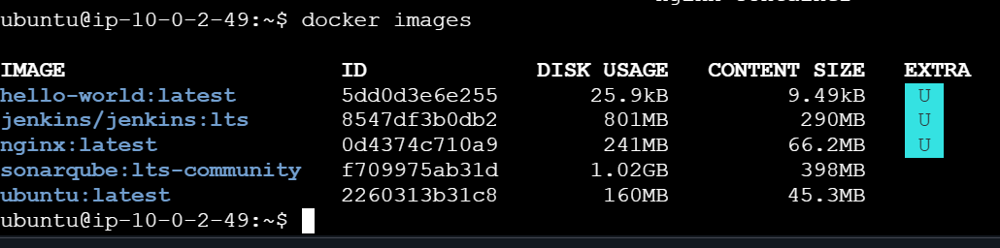 ubuntu@ip-10-0-2-49:~$ docker images
IMAGE ID DISK USAGE CONTENT SIZE EXTRA
hello-world:latest 5dd0d3e6e255 25.9kB 9.49kB U
jenkins/jenkins:lts 8547df3b0db2 801MB 290MB U
nginx:latest 0d4374c710a9 241MB 66.2MB U
sonarqube:lts-community f709975ab31d 1.02GB 398MB
ubuntu:latest 2260313b31c8 160MB 45.3MB
ubuntu@ip-10-0-2-49:~$